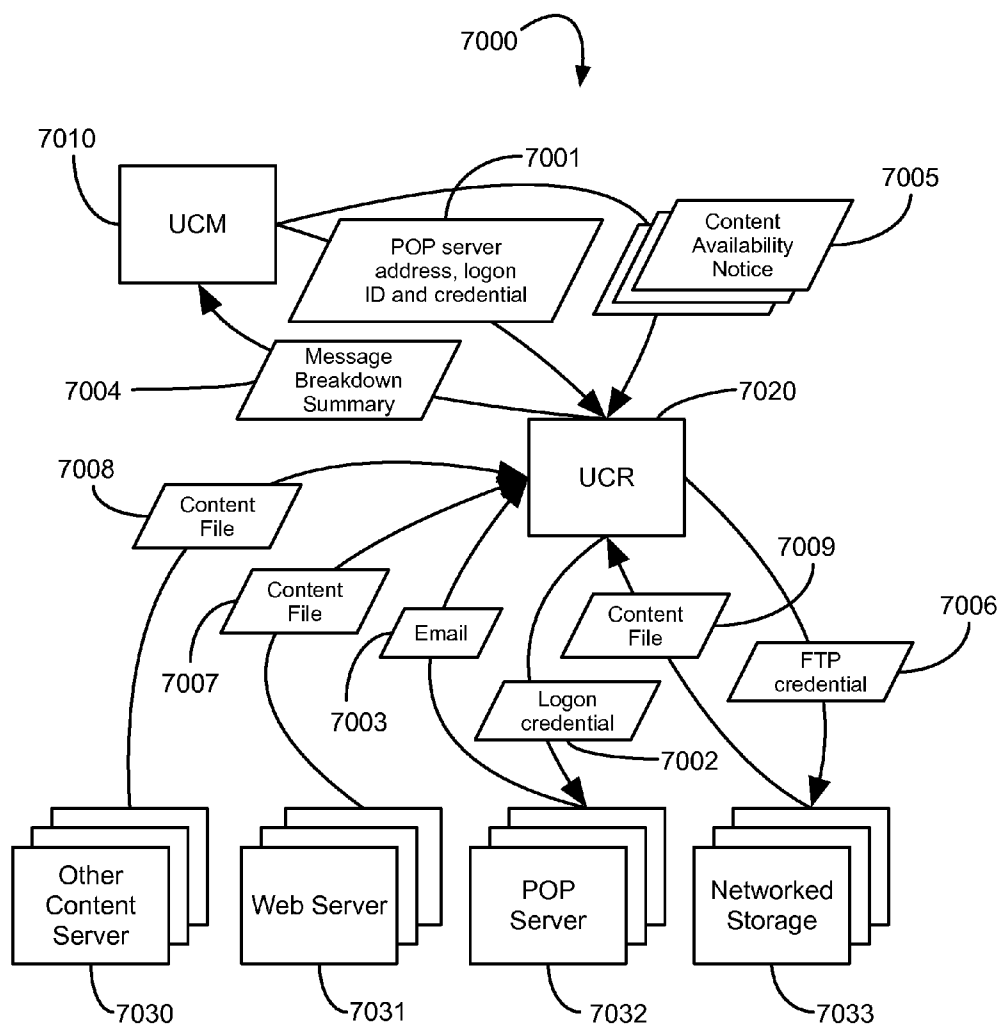 7000
7010
7001
7005
UCM
POP server
address, logon
ID and credential
Content
Availability
Notice
Message
Breakdown
Summary
7004
7020
UCR
7008
Content
File
7009
Content
File
7007
Email
7003
Content
File
7006
FTP
credential
Logon
credential
7002
Other
Content
Server
Web Server
POP
Server
Networked
Storage
7030
7031
7032
7033